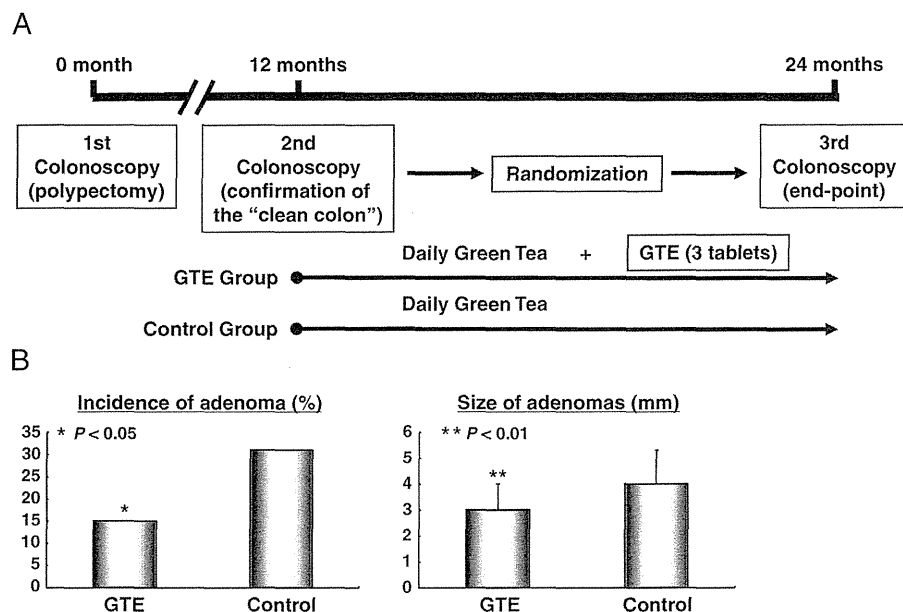 A
0 month
12 months
24 months
1st
Colonoscopy
(polypectomy)
2nd
Colonoscopy
(confirmation of
the “clean colon”)
Randomization
3rd
Colonoscopy
(end-point)
Daily Green Tea + GTE (3 tablets)
GTE Group
Daily Green Tea
Control Group
B
Incidence of adenoma (%)
* P < 0.05
35
30
25
20
15
10
5
0
*
GTE Control
Size of adenomas (mm)
** P < 0.01
6
5
4
3
2
1
0
**
GTE Control